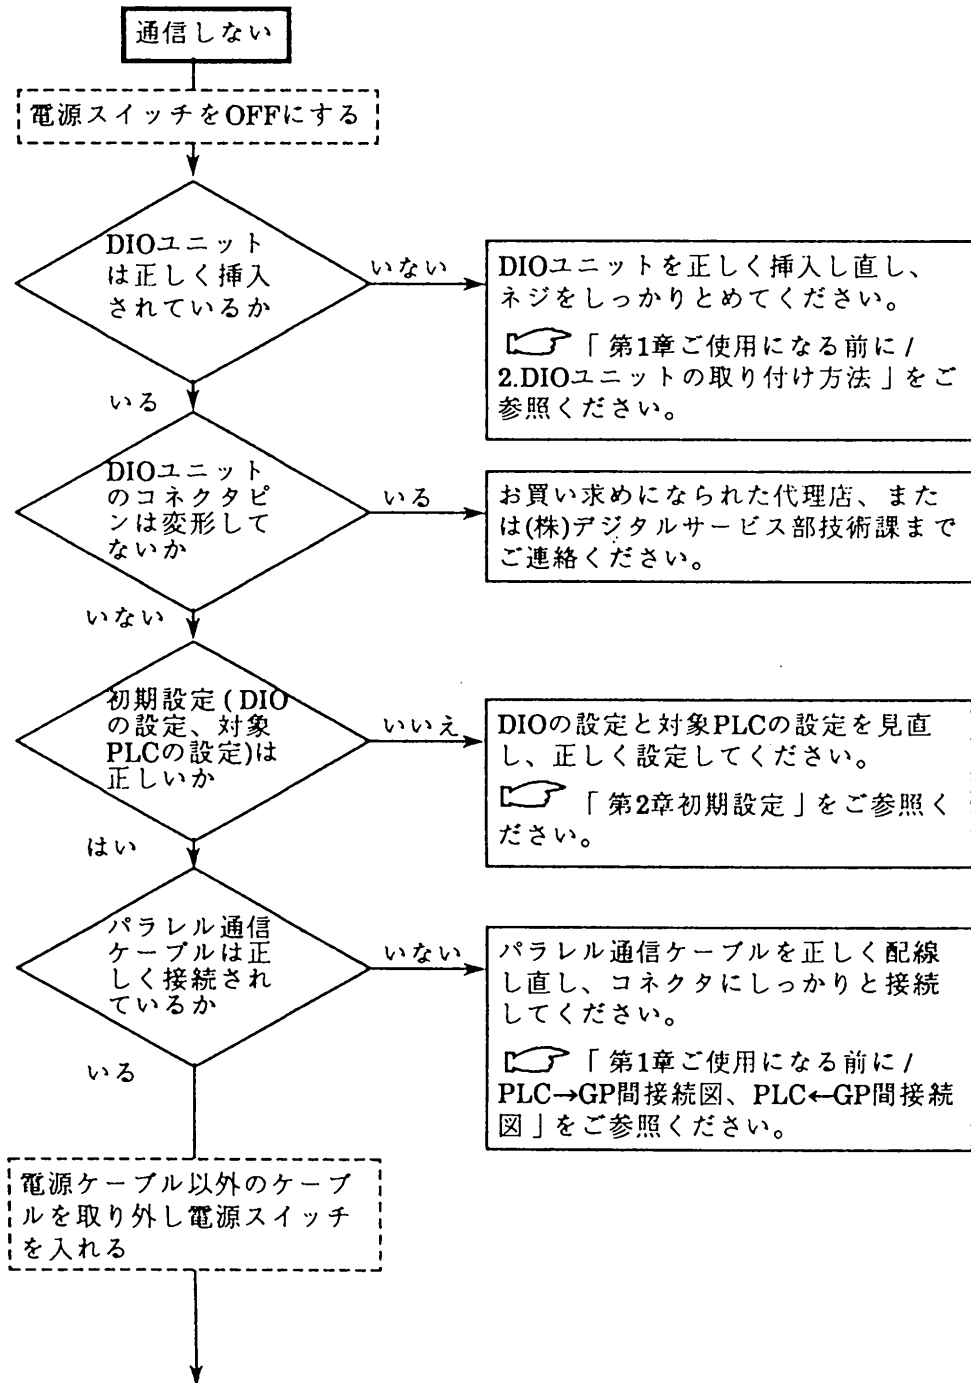 通信しない
電源スイッチをOFFにする
DIOユニット
は正しく挿入
されているか
いない
DIOユニットを正しく挿入し直し、
ネジをしっかりとめてください。
「第1章ご使用になる前に/
2.DIOユニットの取り付け方法」をご
参照ください。
いる
DIOユニット
のコネクタピ
ンは変形して
ないか
いる
お買い求めになられた代理店、また
は(株)デジタルサービス部技術課まで
ご連絡ください。
いない
初期設定(DIO
の設定、対象
PLCの設定)は
正しいか
いいえ
DIOの設定と対象PLCの設定を見直
し、正しく設定してください。
「第2章初期設定」をご参照く
ださい。
はい
パラレル通信
ケーブルは正
しく接続され
ているか
いない
パラレル通信ケーブルを正しく配線
し直し、コネクタにしっかりと接続
してください。
「第1章ご使用になる前に/
PLC→GP間接続図、PLC←GP間接続
図」をご参照ください。
いる
電源ケーブル以外のケーブ
ルを取り外し電源スイッチ
を入れる